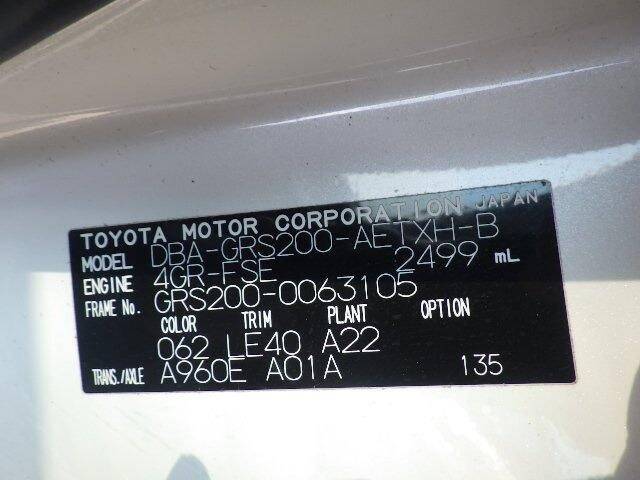 TOYOTA MOTOR CORPORATION JAPAN
MODEL DBA-GRS200-AETXH-B
ENGINE 4GR-FSE 2499 mL
FRAME No. GRS200-0063105
COLOR TRIM PLANT OPTION
062 LE40 A22
TRANS./AXLE A960E A01A 135